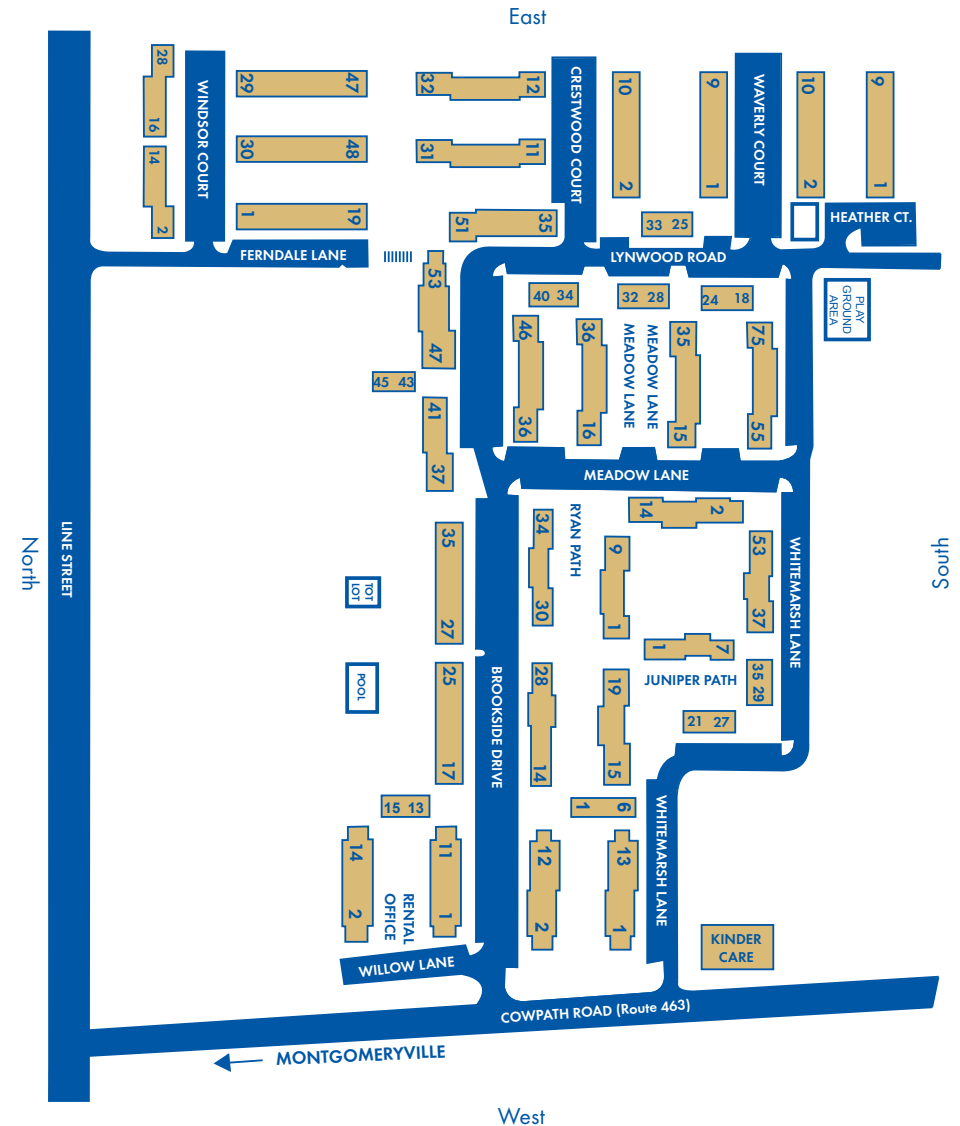 East
28
16
14
2
WINDSOR COURT
29 47
30 48
1 19
FERNDALE LANE
32 12
31 11
51 35
CRESTWOOD COURT
10
2
9
1
33 25
WAVERLY COURT
10
2
9
1
HEATHER CT.
LYNWOOD ROAD
PLAY
GROUND
AREA
53
47
45 43
41
37
40 34
32 28
24 18
46
36
36
16
MEADOW LANE
MEADOW LANE
35
15
75
55
MEADOW LANE
LINE STREET
North
South
35
27
TOT
LOT
POOL
25
17
BROOKSIDE DRIVE
34
30
RYAN PATH
9
1
14 2
53
37
WHITEMARSH LANE
1 7
JUNIPER PATH
35
29
21 27
28
14
19
15
15 13
1 6
14
2
RENTAL
OFFICE
11
1
12
2
13
1
WHITEMARSH LANE
KINDER
CARE
WILLOW LANE
COWPATH ROAD (Route 463)
MONTGOMERYVILLE
West